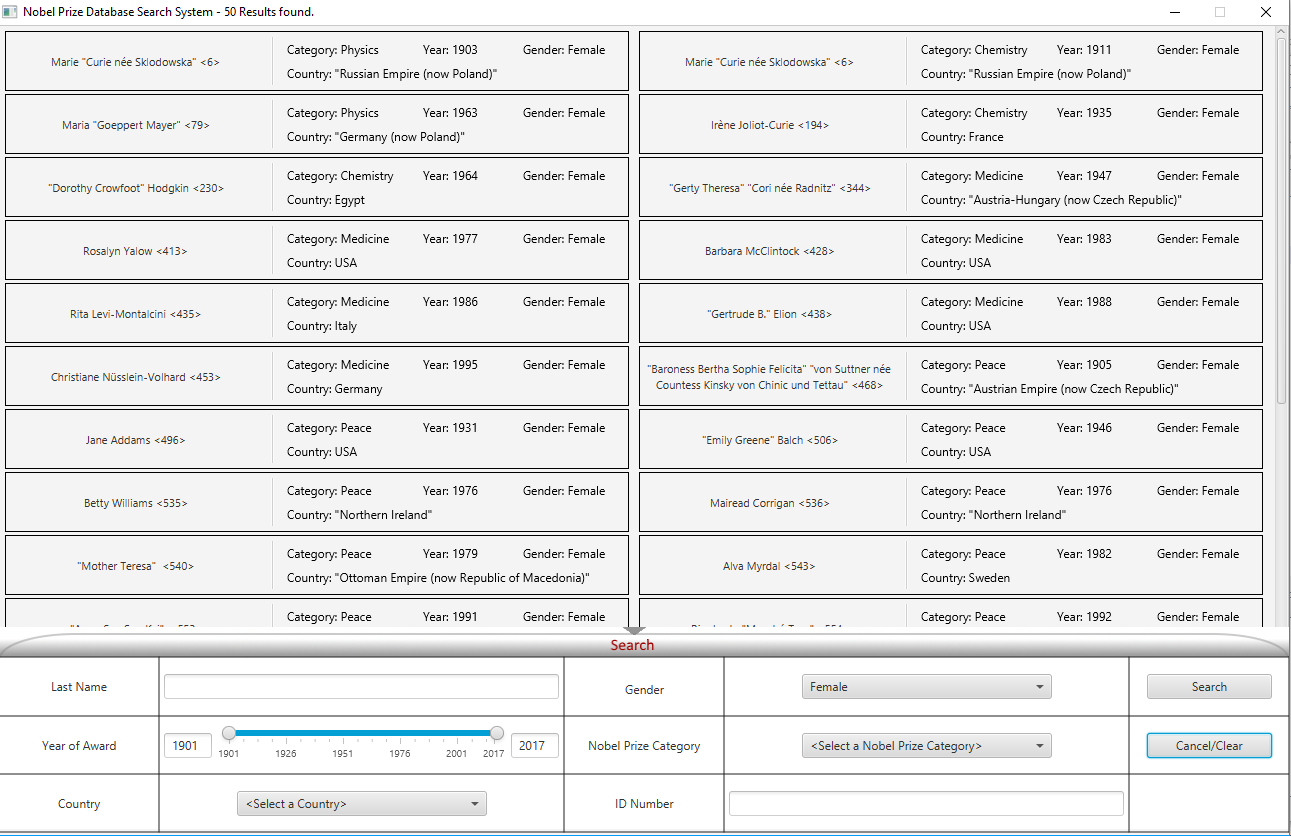 Nobel Prize Database Search System - 50 Results found.
Marie "Curie née Sklodowska" <6>
Category: Physics Year: 1903 Gender: Female
Country: "Russian Empire (now Poland)"
Marie "Curie née Sklodowska" <6>
Category: Chemistry Year: 1911 Gender: Female
Country: "Russian Empire (now Poland)"
Maria "Goeppert Mayer" <79>
Category: Physics Year: 1963 Gender: Female
Country: "Germany (now Poland)"
Irène Joliot-Curie <194>
Category: Chemistry Year: 1935 Gender: Female
Country: France
"Dorothy Crowfoot" Hodgkin <230>
Category: Chemistry Year: 1964 Gender: Female
Country: Egypt
"Gerty Theresa" "Cori née Radnitz" <344>
Category: Medicine Year: 1947 Gender: Female
Country: "Austria-Hungary (now Czech Republic)"
Rosalyn Yalow <413>
Category: Medicine Year: 1977 Gender: Female
Country: USA
Barbara McClintock <428>
Category: Medicine Year: 1983 Gender: Female
Country: USA
Rita Levi-Montalcini <435>
Category: Medicine Year: 1986 Gender: Female
Country: Italy
"Gertrude B." Elion <438>
Category: Medicine Year: 1988 Gender: Female
Country: USA
Christiane Nüsslein-Volhard <453>
Category: Medicine Year: 1995 Gender: Female
Country: Germany
"Baroness Bertha Sophie Felicita" "von Suttner née
Countess Kinsky von Chinic und Tettau" <468>
Category: Peace Year: 1905 Gender: Female
Country: "Austrian Empire (now Czech Republic)"
Jane Addams <496>
Category: Peace Year: 1931 Gender: Female
Country: USA
"Emily Greene" Balch <506>
Category: Peace Year: 1946 Gender: Female
Country: USA
Betty Williams <535>
Category: Peace Year: 1976 Gender: Female
Country: "Northern Ireland"
Mairead Corrigan <536>
Category: Peace Year: 1976 Gender: Female
Country: "Northern Ireland"
"Mother Teresa" <540>
Category: Peace Year: 1979 Gender: Female
Country: "Ottoman Empire (now Republic of Macedonia)"
Alva Myrdal <543>
Category: Peace Year: 1982 Gender: Female
Country: Sweden
Category: Peace Year: 1991 Gender: Female
Category: Peace Year: 1992 Gender: Female
Search
Last Name
Gender
Female
Search
Year of Award
1901
1901 1926 1951 1976 2001 2017
2017
Nobel Prize Category
<Select a Nobel Prize Category>
Cancel/Clear
Country
<Select a Country>
ID Number